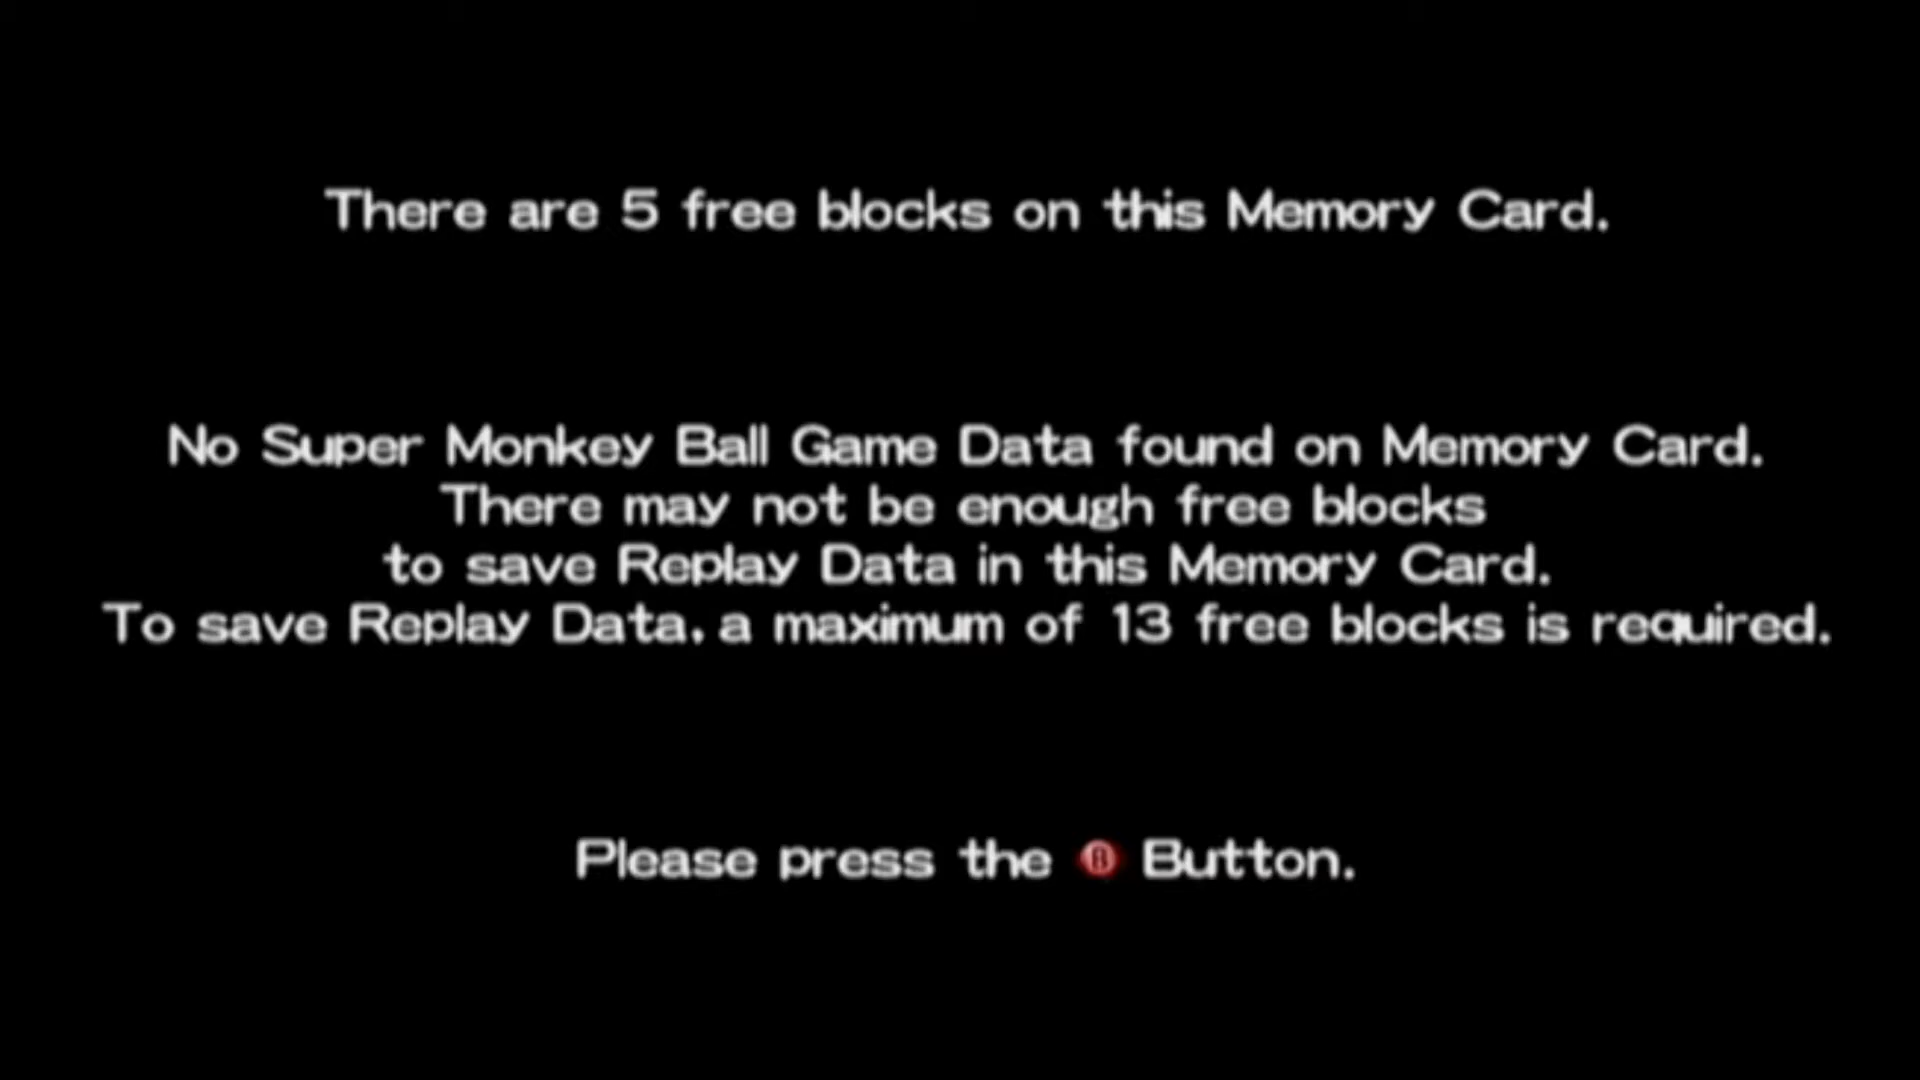 There are 5 free blocks on this Memory Card.
No Super Monkey Ball Game Data found on Memory Card.
There may not be enough free blocks
to save Replay Data in this Memory Card.
To save Replay Data, a maximum of 13 free blocks is required.
Please press the B Button.